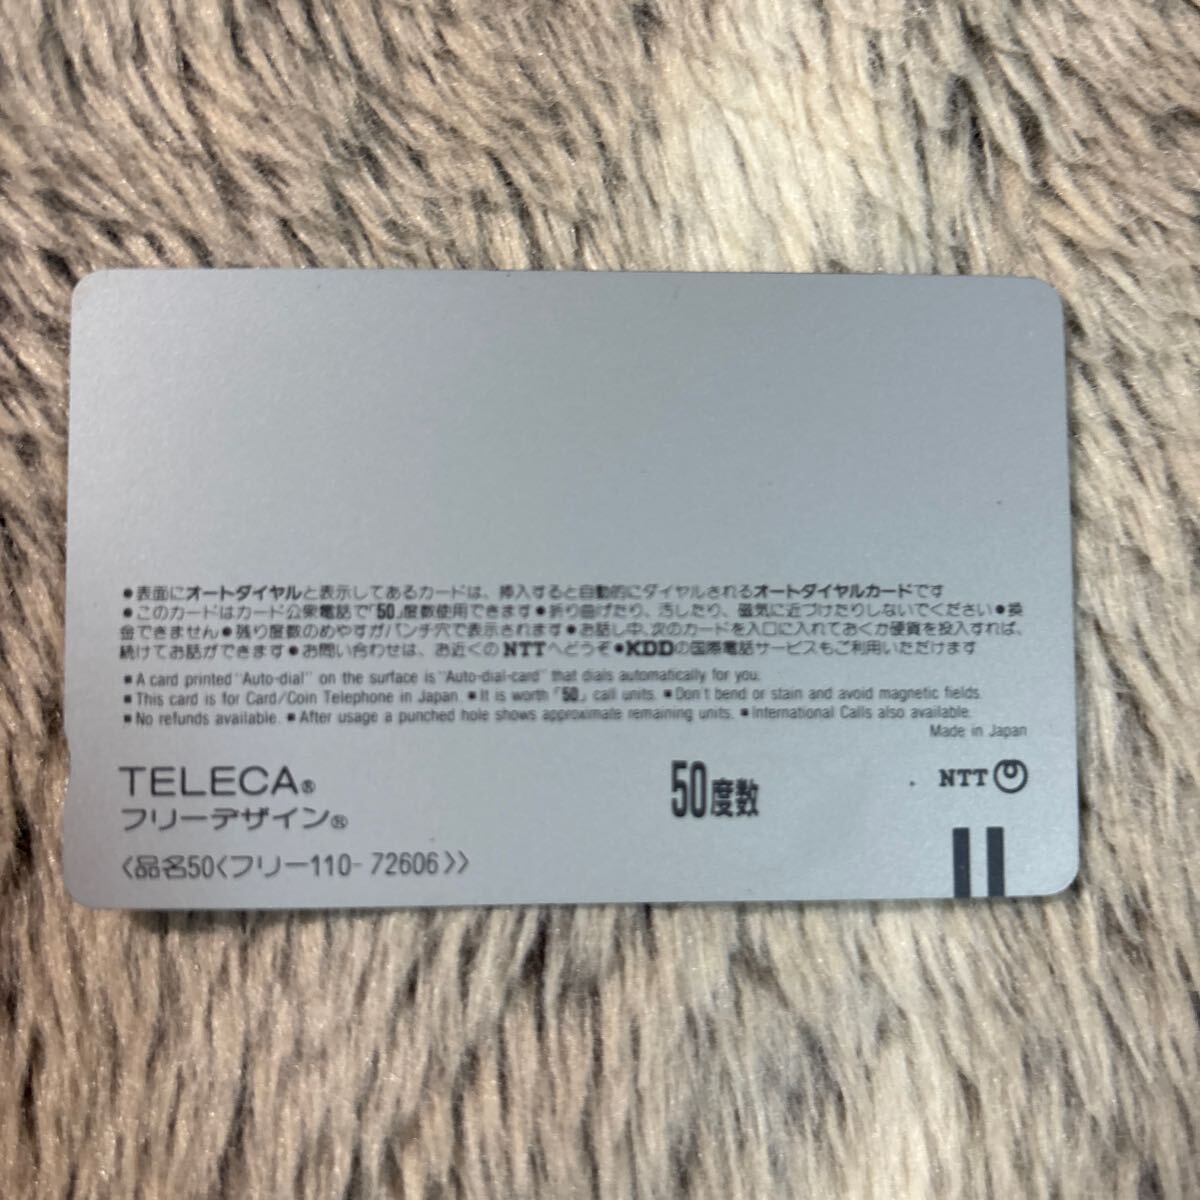 ●表面にオートダイヤルと表示してあるカードは、挿入すると自動的にダイヤルされるオートダイヤルカードです
●このカードはカード公衆電話で「50」度数使用できます●折り曲げたり、汚したり、磁気に近づけたりしないでください●換
金できません●残り度数のめやすがパンチ穴で表示されます●お話し中、次のカードを入口に入れておくか硬貨を投入すれば、
続けてお話ができます●お問い合わせは、お近くのNTTへどうぞ●KDDの国際電話サービスもご利用いただけます
■A card printed "Auto-dial" on the surface is "Auto-dial-card" that dials automatically for you.
■This card is for Card/Coin Telephone in Japan. ■It is worth「50」call units. ■Don't bend or stain and avoid magnetic fields.
■No refunds available. ■After usage a punched hole shows approximate remaining units. ■International Calls also available.
Made in Japan
TELECA®
フリーデザイン®
50度数
NTT
〈品名50〈フリー110-72606〉〉